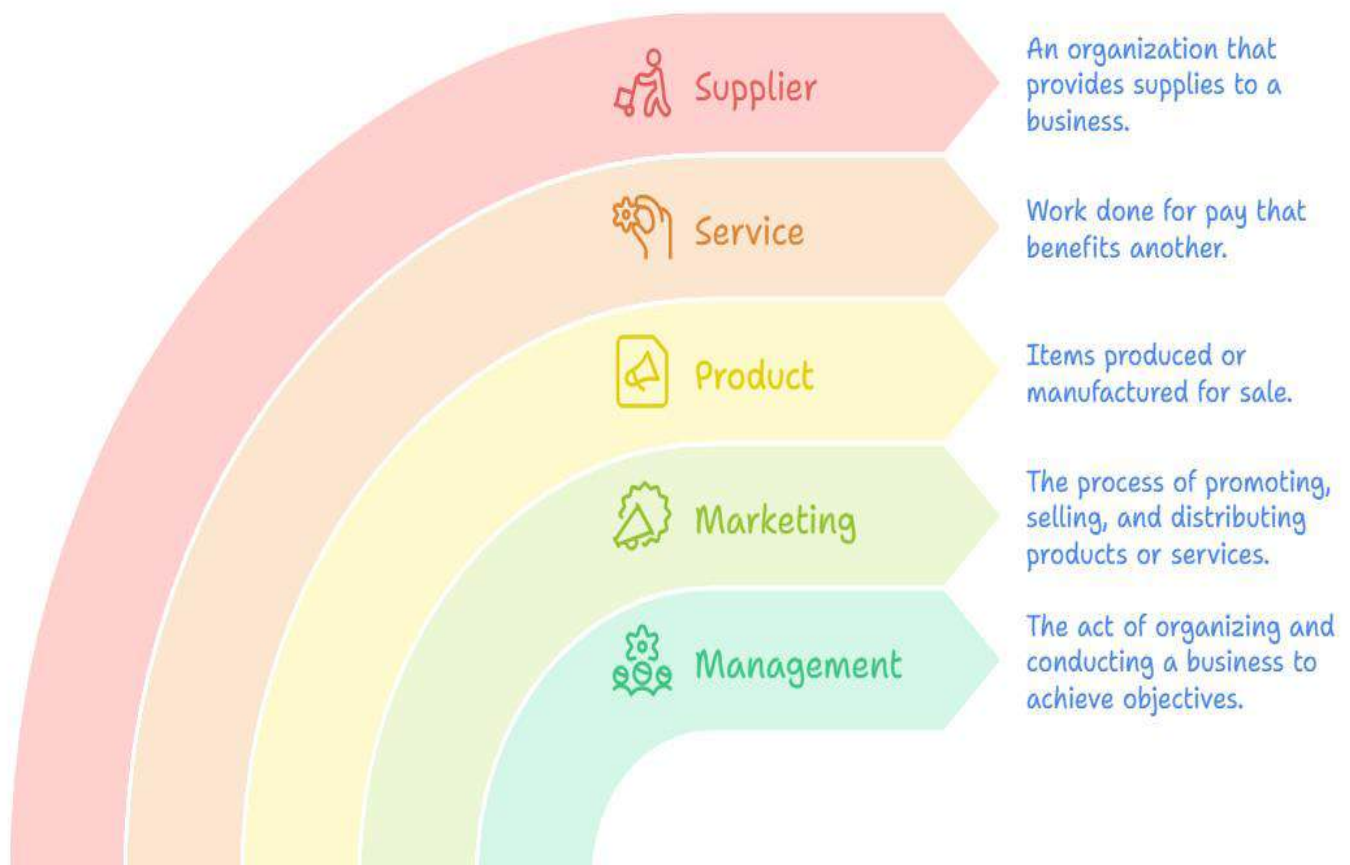 Supplier
An organization that
provides supplies to a
business.
Service
Work done for pay that
benefits another.
Product
Items produced or
manufactured for sale.
Marketing
The process of promoting,
selling, and distributing
products or services.
Management
The act of organizing and
conducting a business to
achieve objectives.